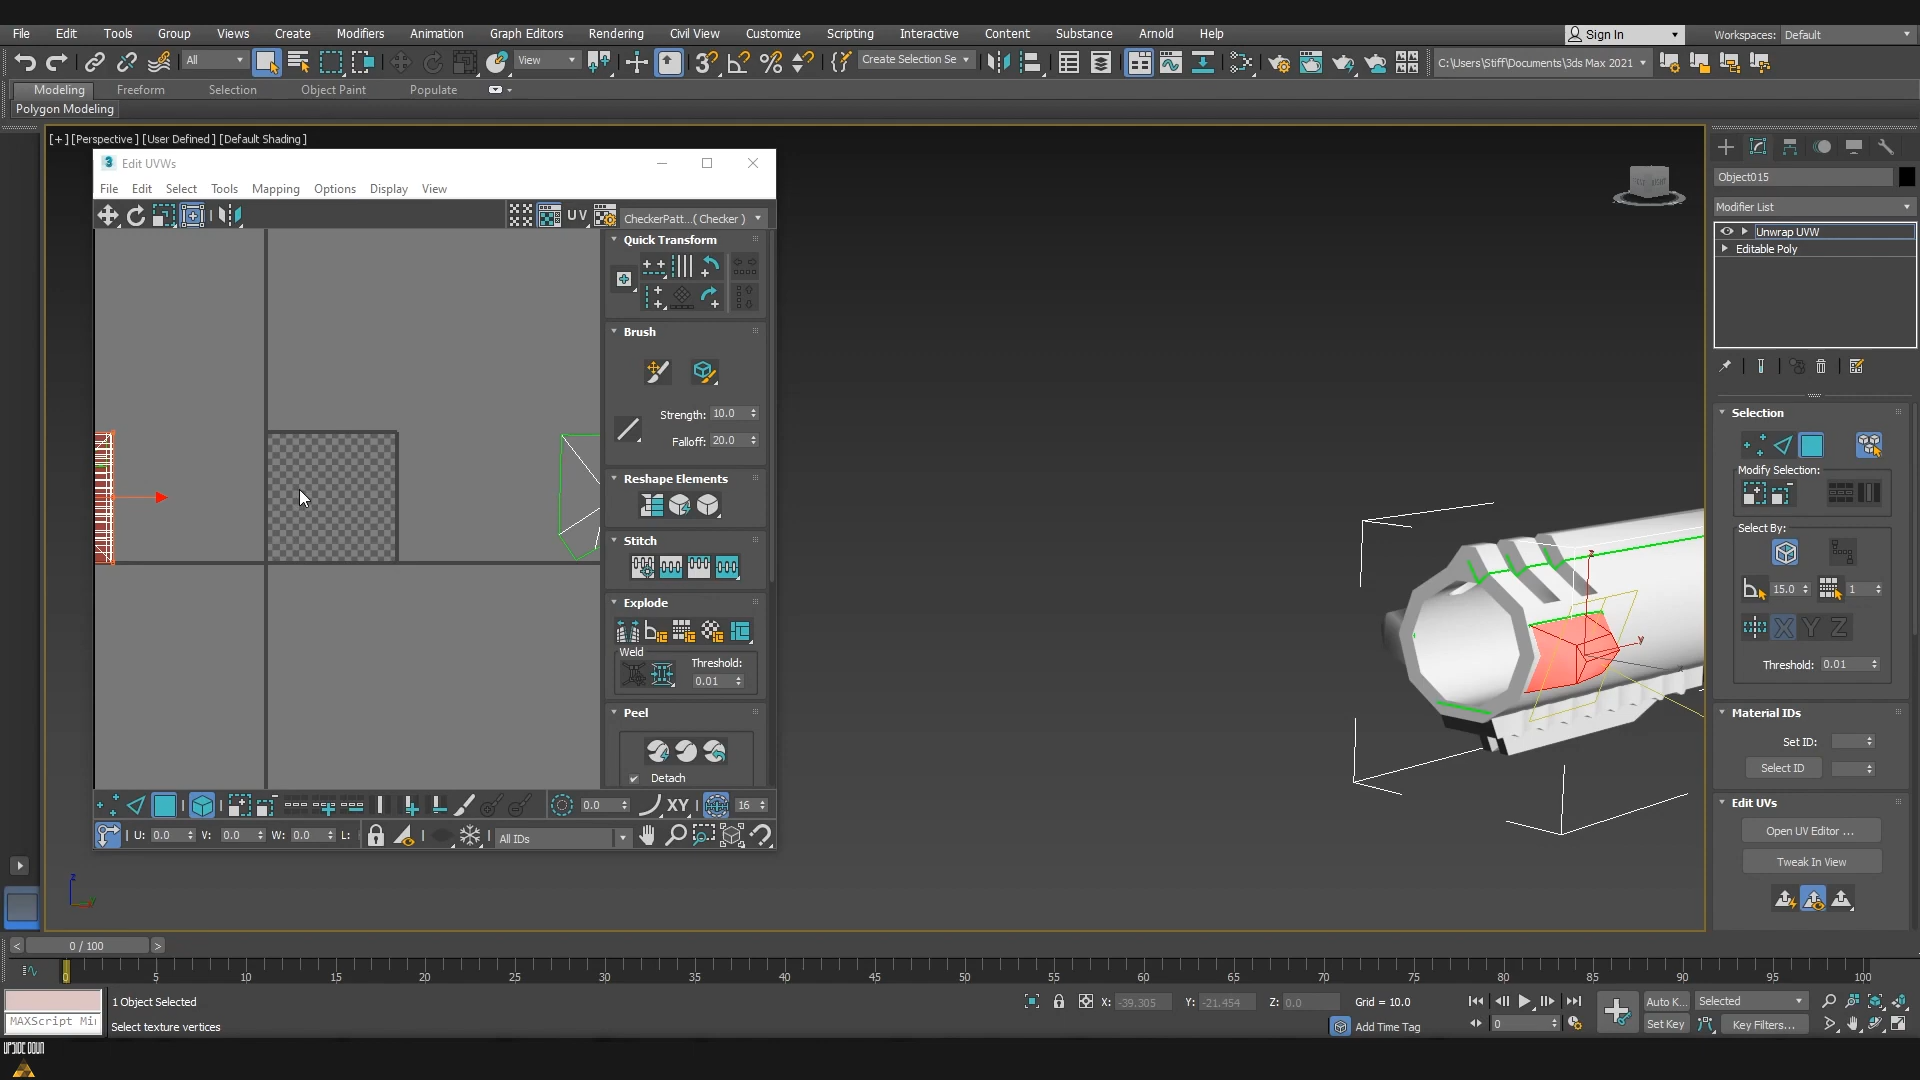 File Edit Tools Group Views Create Modifiers Animation Graph Editors Rendering Civil View Customize Scripting Interactive Content Substance Arnold Help
Sign In
Workspaces: Default
All
View
Create Selection Se
C:\Users\Stiff\Documents\3ds Max 2021
Modeling Freeform Selection Object Paint Populate
Polygon Modeling
[+] [Perspective] [User Defined] [Default Shading]
3 Edit UVWs
File Edit Select Tools Mapping Options Display View
UV
CheckerPatt...( Checker )
Quick Transform
Brush
Strength: 10.0
Falloff: 20.0
Reshape Elements
Stitch
Explode
Weld
Threshold:
0.01
Peel
Detach
0.0
XY
16
U: 0.0 V: 0.0 W: 0.0 L:
All IDs
z
y
z
Object015
Modifier List
Unwrap UVW
Editable Poly
Selection
Modify Selection:
Select By:
15.0
1
X Y Z
Threshold: 0.01
Material IDs
Set ID:
Select ID
Edit UVs
Open UV Editor ...
Tweak In View
< 0 / 100 >
0 5 10 15 20 25 30 35 40 45 50 55 60 65 70 75 80 85 90 95 100
1 Object Selected
MAXScript Mi
Select texture vertices
X: -39.305 Y: -21.454 Z: 0.0 Grid = 10.0
Add Time Tag
0
Auto K... Selected
Set Key Key Filters...
UPSIDE DOWN